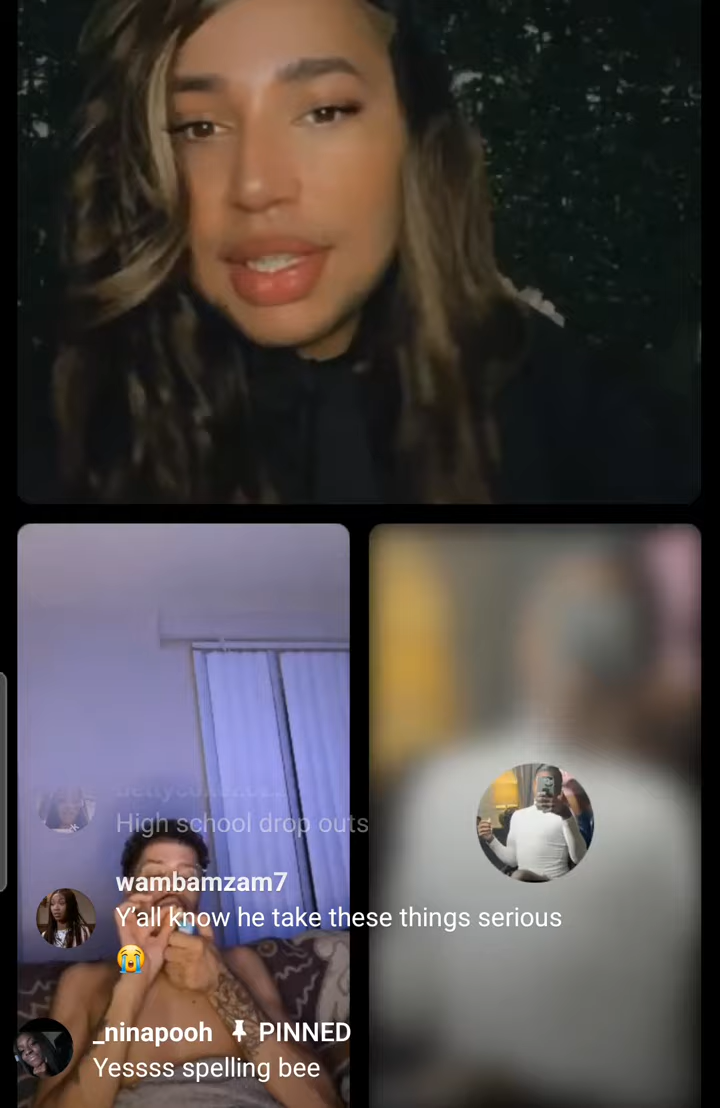 High school drop outs
wambamzam7
Y'all know he take these things serious
😭
_ninapooh 📌 PINNED
Yessss spelling bee